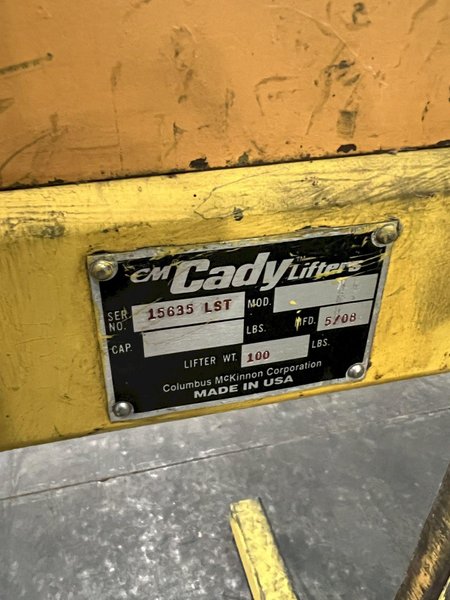 CM Cady Lifters™
SER. NO. 15635 LST MOD.
CAP. LBS. MFD. 5/08
LIFTER WT. 100 LBS.
Columbus McKinnon Corporation
MADE IN USA